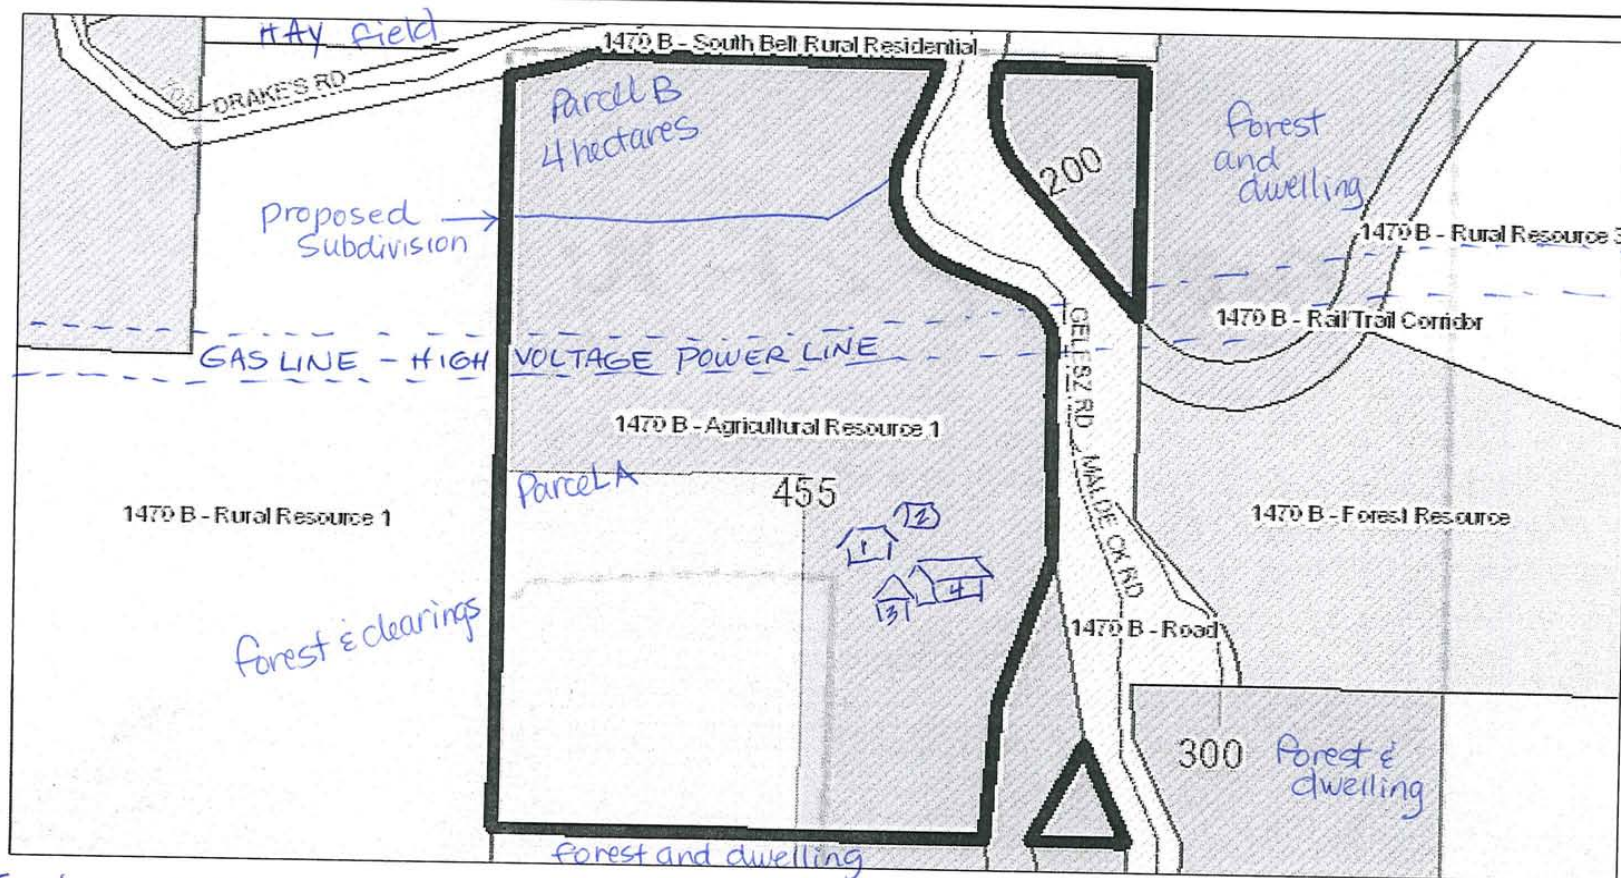 HAY field
1470 B - South Belt Rural Residential
DRAKE'S RD
Parcel B
4 hectares
forest
and
dwelling
200
proposed
Subdivision
1470 B - Rural Resource 3
1470 B - Rail/Trail Corridor
GAS LINE - HIGH VOLTAGE POWER LINE
GELESZ RD
1470 B - Agricultural Resource 1
Parcel A
455
1470 B - Rural Resource 1
2
1
3
4
MALDE CK RD
1470 B - Forest Resource
forest & clearings
1470 B - Road
300
forest &
dwelling
forest and dwelling